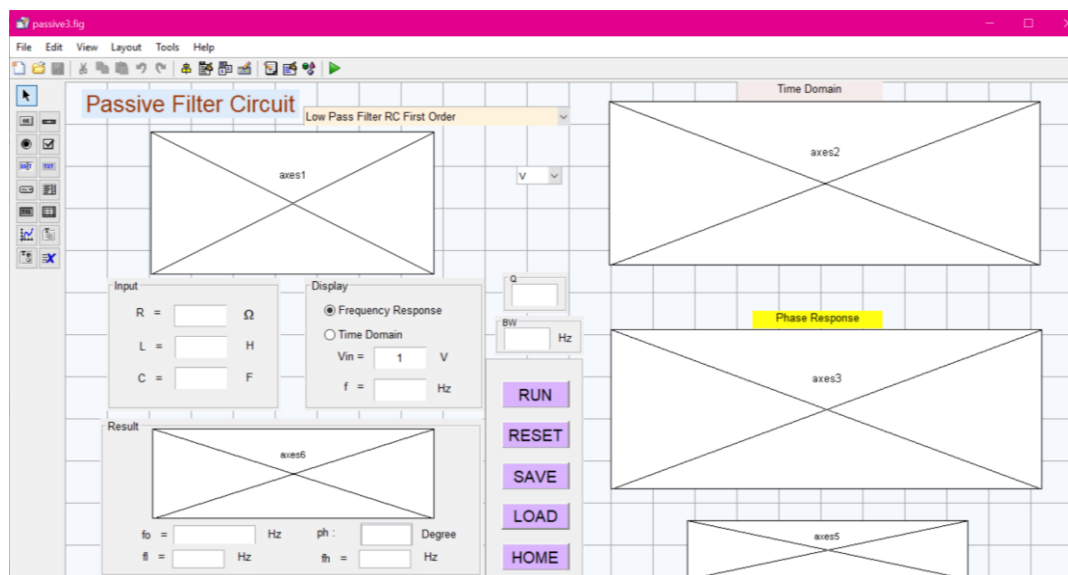 passive3.fig
File Edit View Layout Tools Help
Passive Filter Circuit
Low Pass Filter RC First Order
V
axes1
Time Domain
axes2
Input
R = Ω
L = H
C = F
Display
Frequency Response
Time Domain
Vin = 1 V
f = Hz
Q
BW
Hz
Phase Response
axes3
RUN
RESET
SAVE
LOAD
HOME
Result
axes6
fo = Hz ph : Degree
fl = Hz fh = Hz
axes5